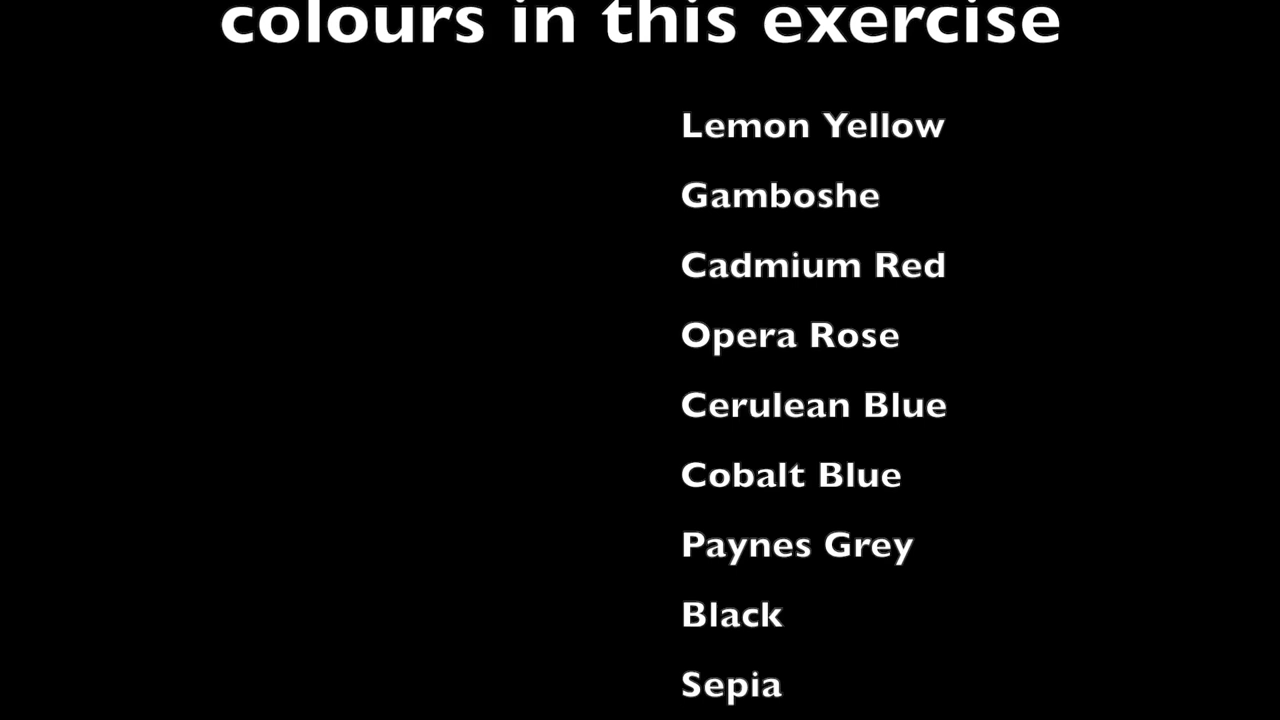 colours in this exercise
Lemon Yellow
Gamboshe
Cadmium Red
Opera Rose
Cerulean Blue
Cobalt Blue
Paynes Grey
Black
Sepia